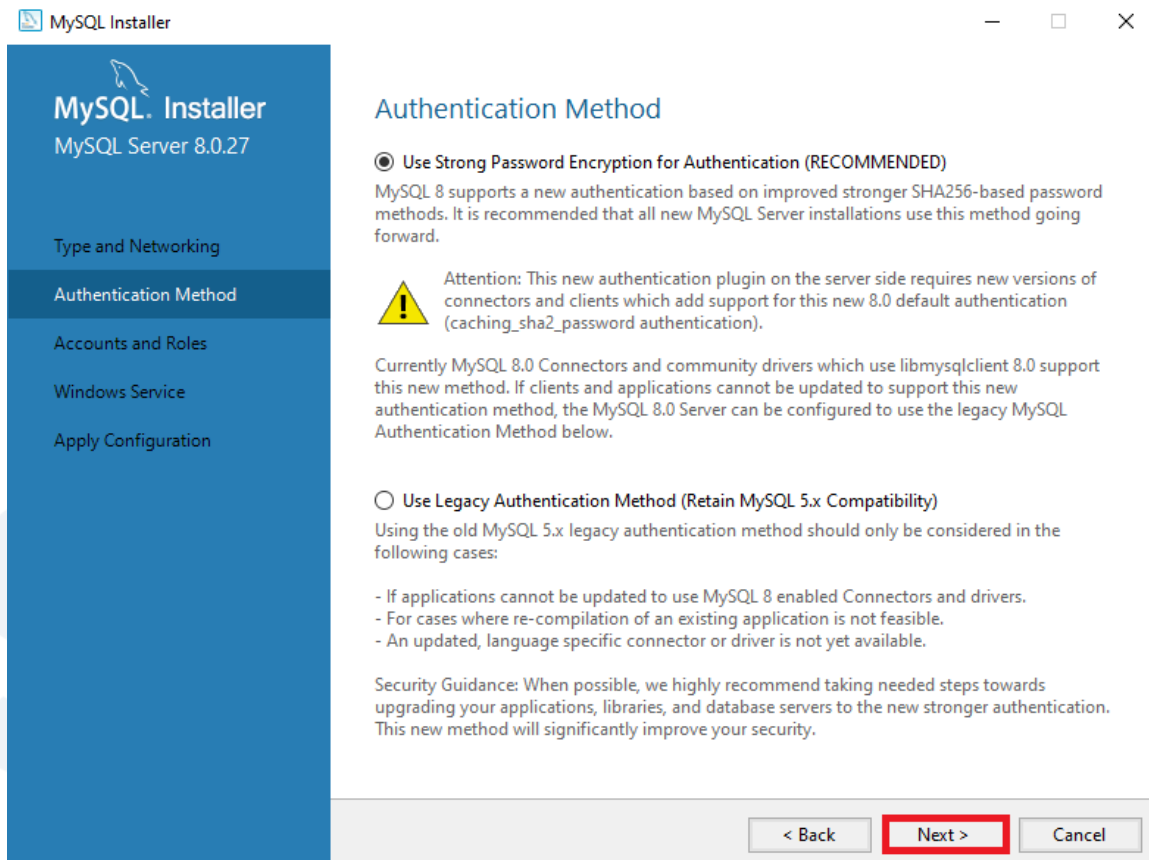 MySQL Installer
MySQL. Installer
MySQL Server 8.0.27
Type and Networking
Authentication Method
Accounts and Roles
Windows Service
Apply Configuration
Authentication Method
Use Strong Password Encryption for Authentication (RECOMMENDED)
MySQL 8 supports a new authentication based on improved stronger SHA256-based password
methods. It is recommended that all new MySQL Server installations use this method going
forward.
Attention: This new authentication plugin on the server side requires new versions of
connectors and clients which add support for this new 8.0 default authentication
(caching_sha2_password authentication).
Currently MySQL 8.0 Connectors and community drivers which use libmysqlclient 8.0 support
this new method. If clients and applications cannot be updated to support this new
authentication method, the MySQL 8.0 Server can be configured to use the legacy MySQL
Authentication Method below.
Use Legacy Authentication Method (Retain MySQL 5.x Compatibility)
Using the old MySQL 5.x legacy authentication method should only be considered in the
following cases:
- If applications cannot be updated to use MySQL 8 enabled Connectors and drivers.
- For cases where re-compilation of an existing application is not feasible.
- An updated, language specific connector or driver is not yet available.
Security Guidance: When possible, we highly recommend taking needed steps towards
upgrading your applications, libraries, and database servers to the new stronger authentication.
This new method will significantly improve your security.
< Back
Next >
Cancel